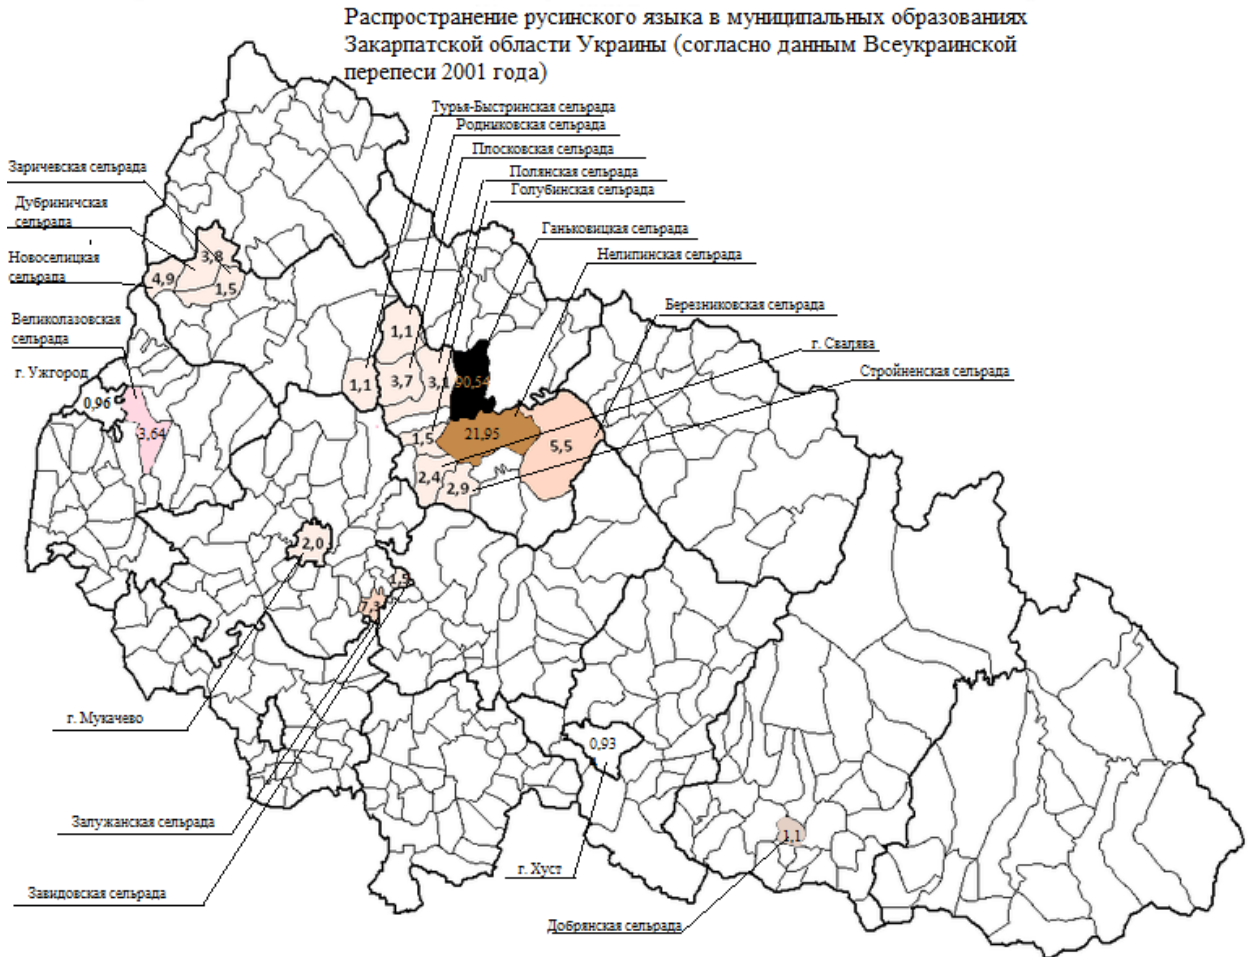 Распространение русинского языка в муниципальных образованиях
Закарпатской области Украины (согласно данным Всеукраинской
перепеси 2001 года)
Турья-Быстринская сельрада
Родниковская сельрада
Плосковская сельрада
Полянская сельрада
Голубинская сельрада
Ганьковицкая сельрада
Нелипинская сельрада
Березниковская сельрада
г. Свалява
Стройненская сельрада
Заричевская сельрада
Дубриничская
сельрада
Новоселицкая
сельрада
Великолазовская
сельрада
г. Ужгород
3,8
4,9
1,5
1,1
1,1
3,7
3,1
90,54
0,96
3,64
1,5
21,95
5,5
2,4
2,9
2,0
1,5
7,3
г. Мукачево
0,93
Залужанская сельрада
1,1
г. Хуст
Завидовская сельрада
Добрянская сельрада